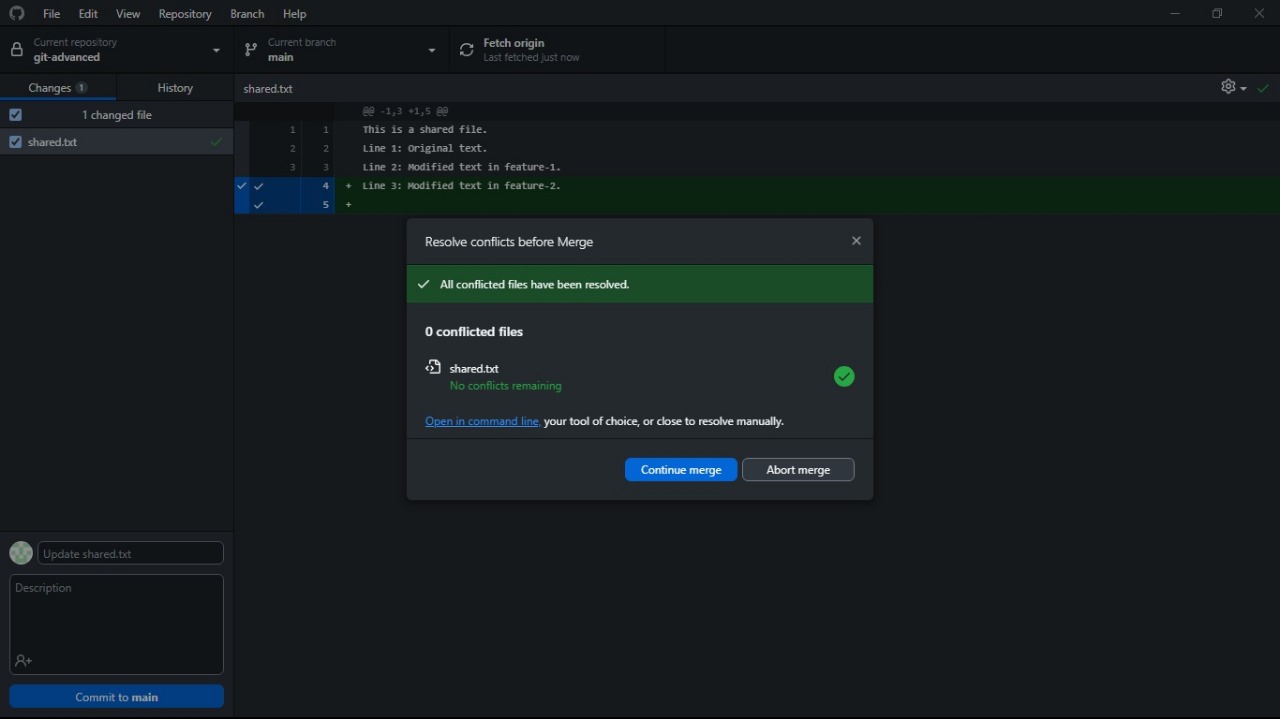 File Edit View Repository Branch Help
Current repository
git-advanced
Current branch
main
Fetch origin
Last fetched just now
Changes 1
History
1 changed file
shared.txt
shared.txt
@@ -1,3 +1,5 @@
1 1 This is a shared file.
2 2 Line 1: Original text.
3 3 Line 2: Modified text in feature-1.
4 + Line 3: Modified text in feature-2.
5 +
Resolve conflicts before Merge
All conflicted files have been resolved.
0 conflicted files
shared.txt
No conflicts remaining
Open in command line, your tool of choice, or close to resolve manually.
Continue merge
Abort merge
Update shared.txt
Description
Commit to main